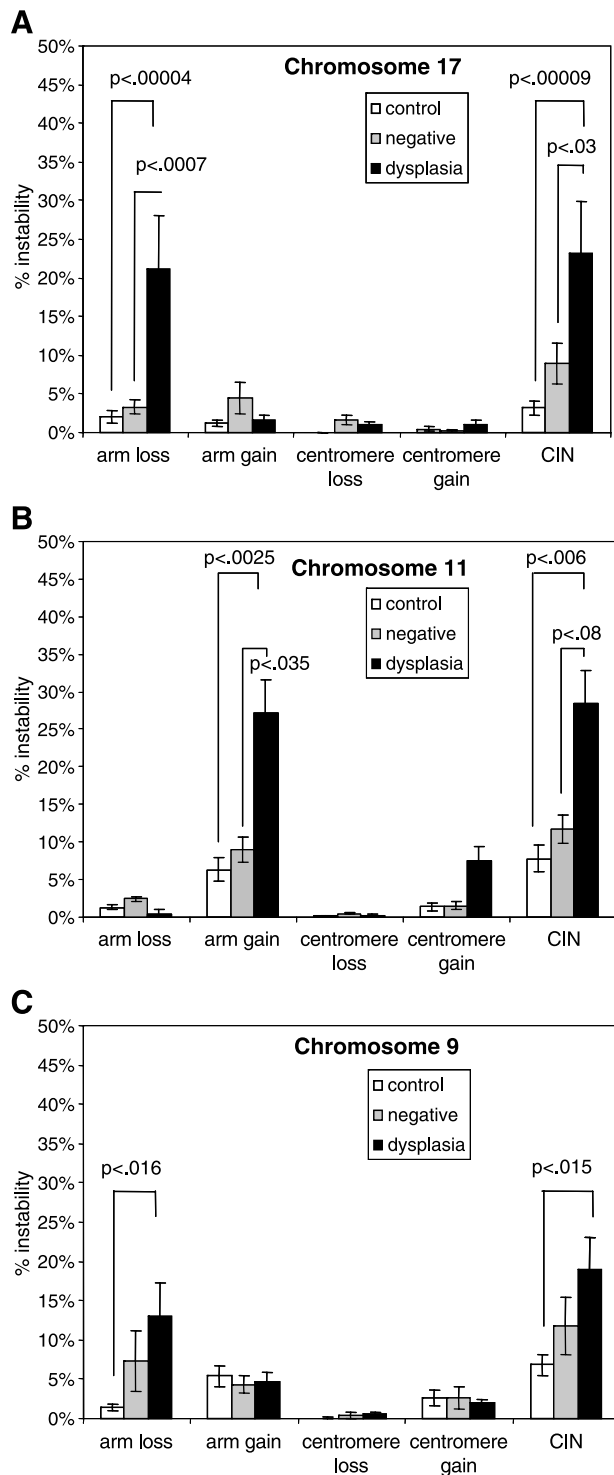 A
Chromosome 17
50%
45%
40%
35%
30%
25%
20%
15%
10%
5%
0%
% instability
p<.00004
p<.0007
p<.00009
p<.03
control
negative
dysplasia
arm loss
arm gain
centromere
loss
centromere
gain
CIN
B
Chromosome 11
50%
45%
40%
35%
30%
25%
20%
15%
10%
5%
0%
% instability
p<.0025
p<.035
p<.006
p<.08
control
negative
dysplasia
arm loss
arm gain
centromere
loss
centromere
gain
CIN
C
Chromosome 9
50%
45%
40%
35%
30%
25%
20%
15%
10%
5%
0%
% instability
p<.016
p<.015
control
negative
dysplasia
arm loss
arm gain
centromere
loss
centromere
gain
CIN